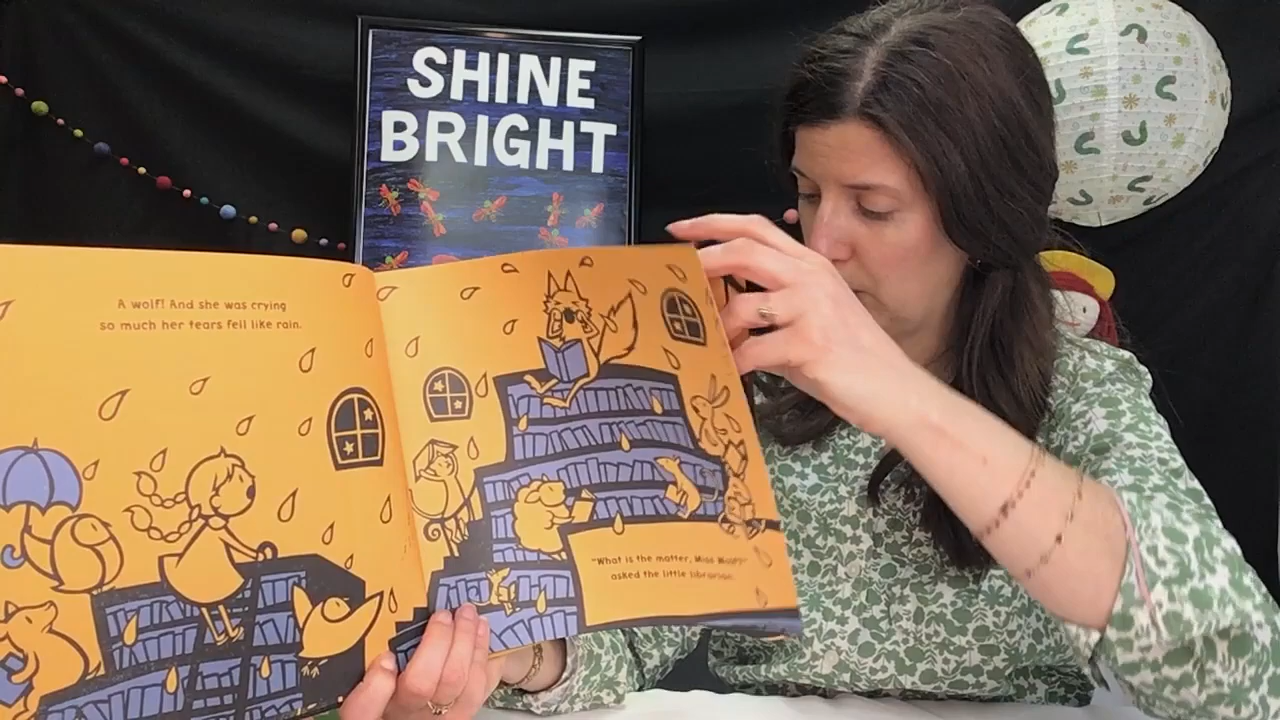 SHINE
BRIGHT
A wolf! And she was crying
so much her tears fell like rain.
"What is the matter, Miss Wolf?"
asked the little librarian.